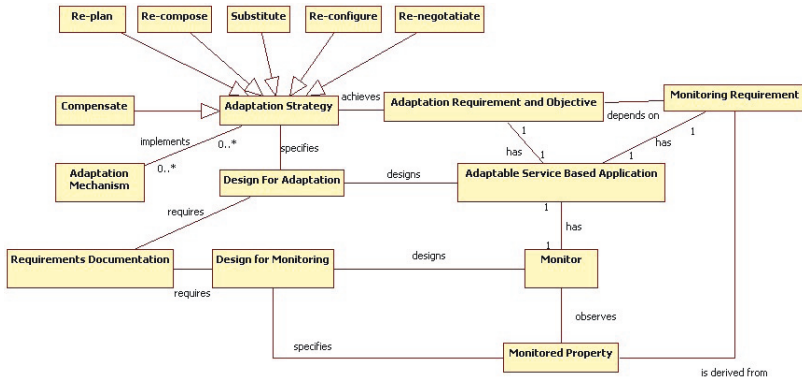 Re-plan
Re-compose
Substitute
Re-configure
Re-negotatiate
Compensate
Adaptation Strategy
achieves
Adaptation Requirement and Objective
depends on
Monitoring Requirement
implements
0..*
0..*
specifies
1
has
1
1
has
1
Adaptation
Mechanism
Design For Adaptation
designs
Adaptable Service Based Application
requires
1
has
1
Requirements Documentation
requires
Design for Monitoring
designs
Monitor
observes
specifies
Monitored Property
is derived from